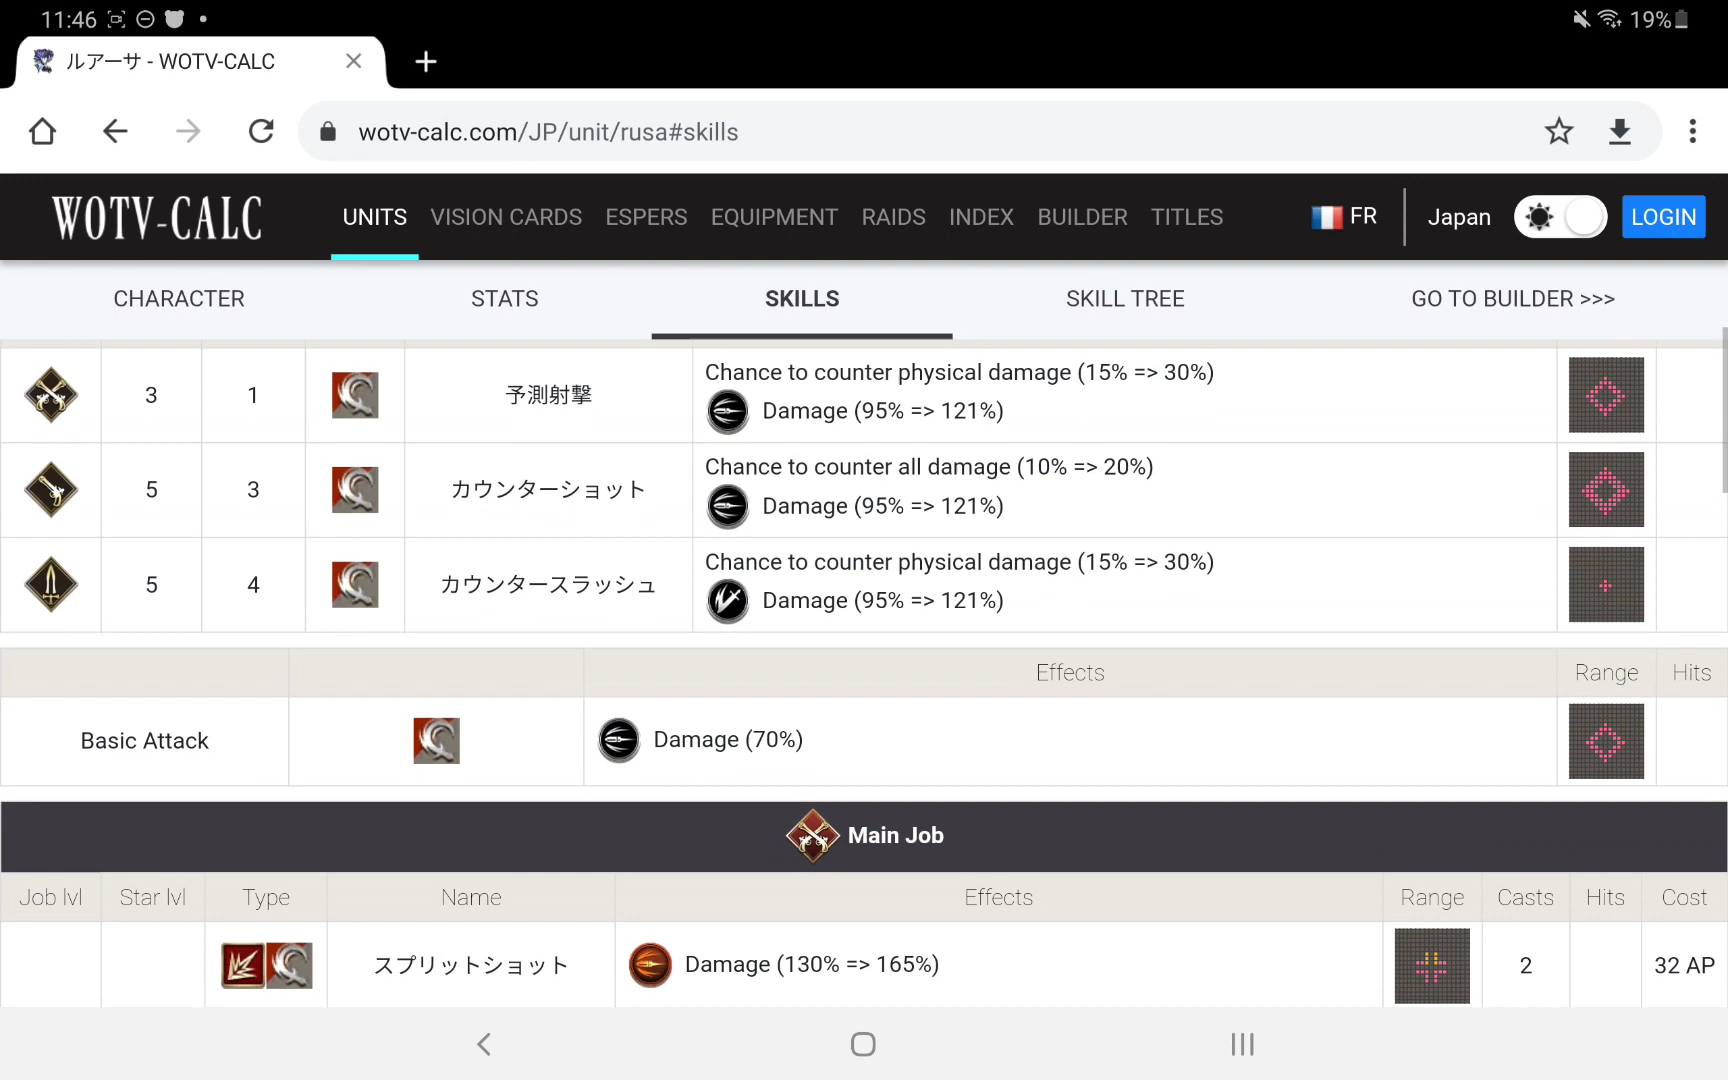 11:46
19%
ルアーサ - WOTV-CALC
wotv-calc.com/JP/unit/rusa#skills
WOTV-CALC UNITS VISION CARDS ESPERS EQUIPMENT RAIDS INDEX BUILDER TITLES FR Japan LOGIN
CHARACTER STATS SKILLS SKILL TREE GO TO BUILDER >>>
3 1 予測射撃 Chance to counter physical damage (15% => 30%)
Damage (95% => 121%)
5 3 カウンターショット Chance to counter all damage (10% => 20%)
Damage (95% => 121%)
5 4 カウンタースラッシュ Chance to counter physical damage (15% => 30%)
Damage (95% => 121%)
Effects Range Hits
Basic Attack Damage (70%)
Main Job
Job lvl Star lvl Type Name Effects Range Casts Hits Cost
スプリットショット Damage (130% => 165%) 2 32 AP